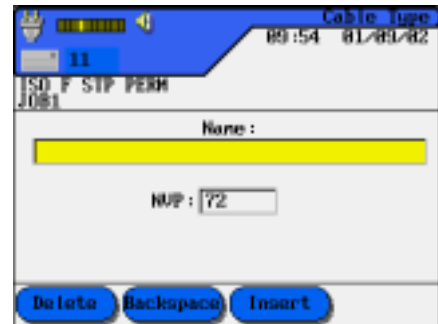 Cable Type
09:54 01/09/02
11
ISO F STP PERM
JOB1
Name:
NVP: 72
Delete Backspace Insert